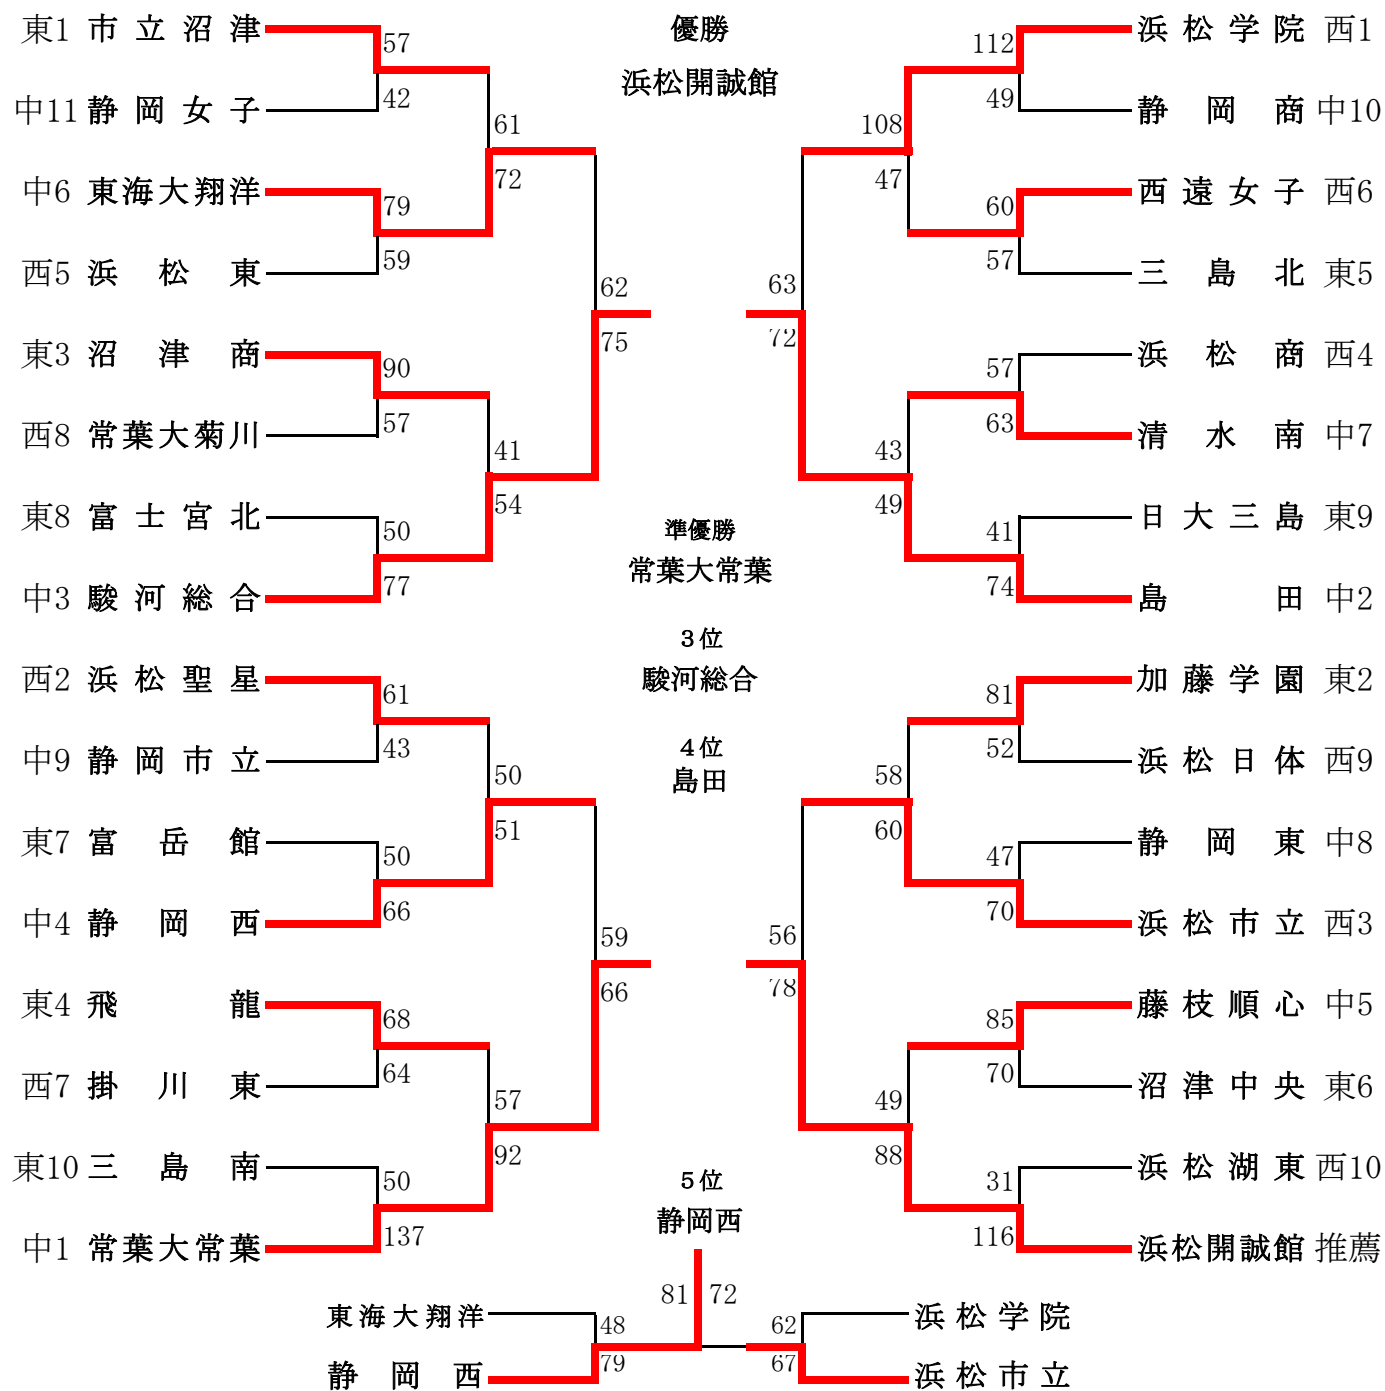 東1 市立沼津 57 優勝 112 浜松学院 西1
浜松開誠館
中11 静岡女子 42 49 静岡商 中10
61 108
72 47
中6 東海大翔洋 79 60 西遠女子 西6
西5 浜松東 59 57 三島北 東5
62 63
75 72
東3 沼津商 90 57 浜松商 西4
西8 常葉大菊川 57 63 清水南 中7
41 43
54 49
東8 富士宮北 50 準優勝 41 日大三島 東9
常葉大常葉
中3 駿河総合 77 74 島田 中2
3位
西2 浜松聖星 61 駿河総合 81 加藤学園 東2
中9 静岡市立 43 4位 52 浜松日体 西9
50 島田 58
51 60
東7 富岳館 50 47 静岡東 中8
中4 静岡西 66 70 浜松市立 西3
59 56
66 78
東4 飛龍 68 85 藤枝順心 中5
西7 掛川東 64 70 沼津中央 東6
57 49
92 88
東10 三島南 50 5位 31 浜松湖東 西10
静岡西
中1 常葉大常葉 137 116 浜松開誠館 推薦
81 72
東海大翔洋 48 62 浜松学院
静岡西 79 67 浜松市立